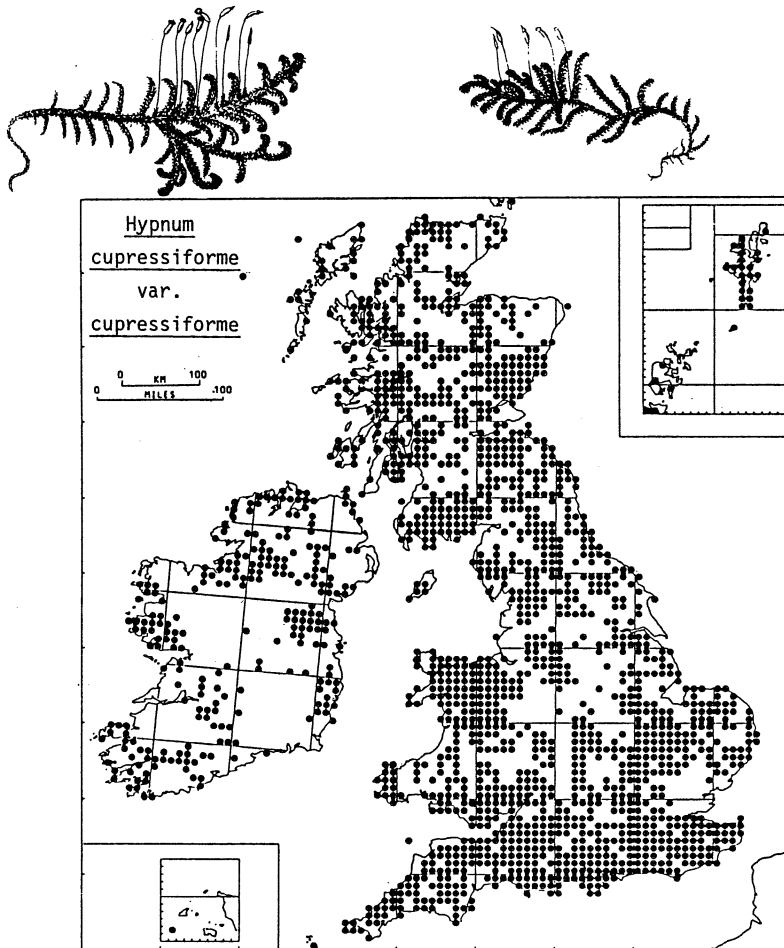 Hypnum
cupressiforme
var.
cupressiforme
0 KM 100
0 MILES .100